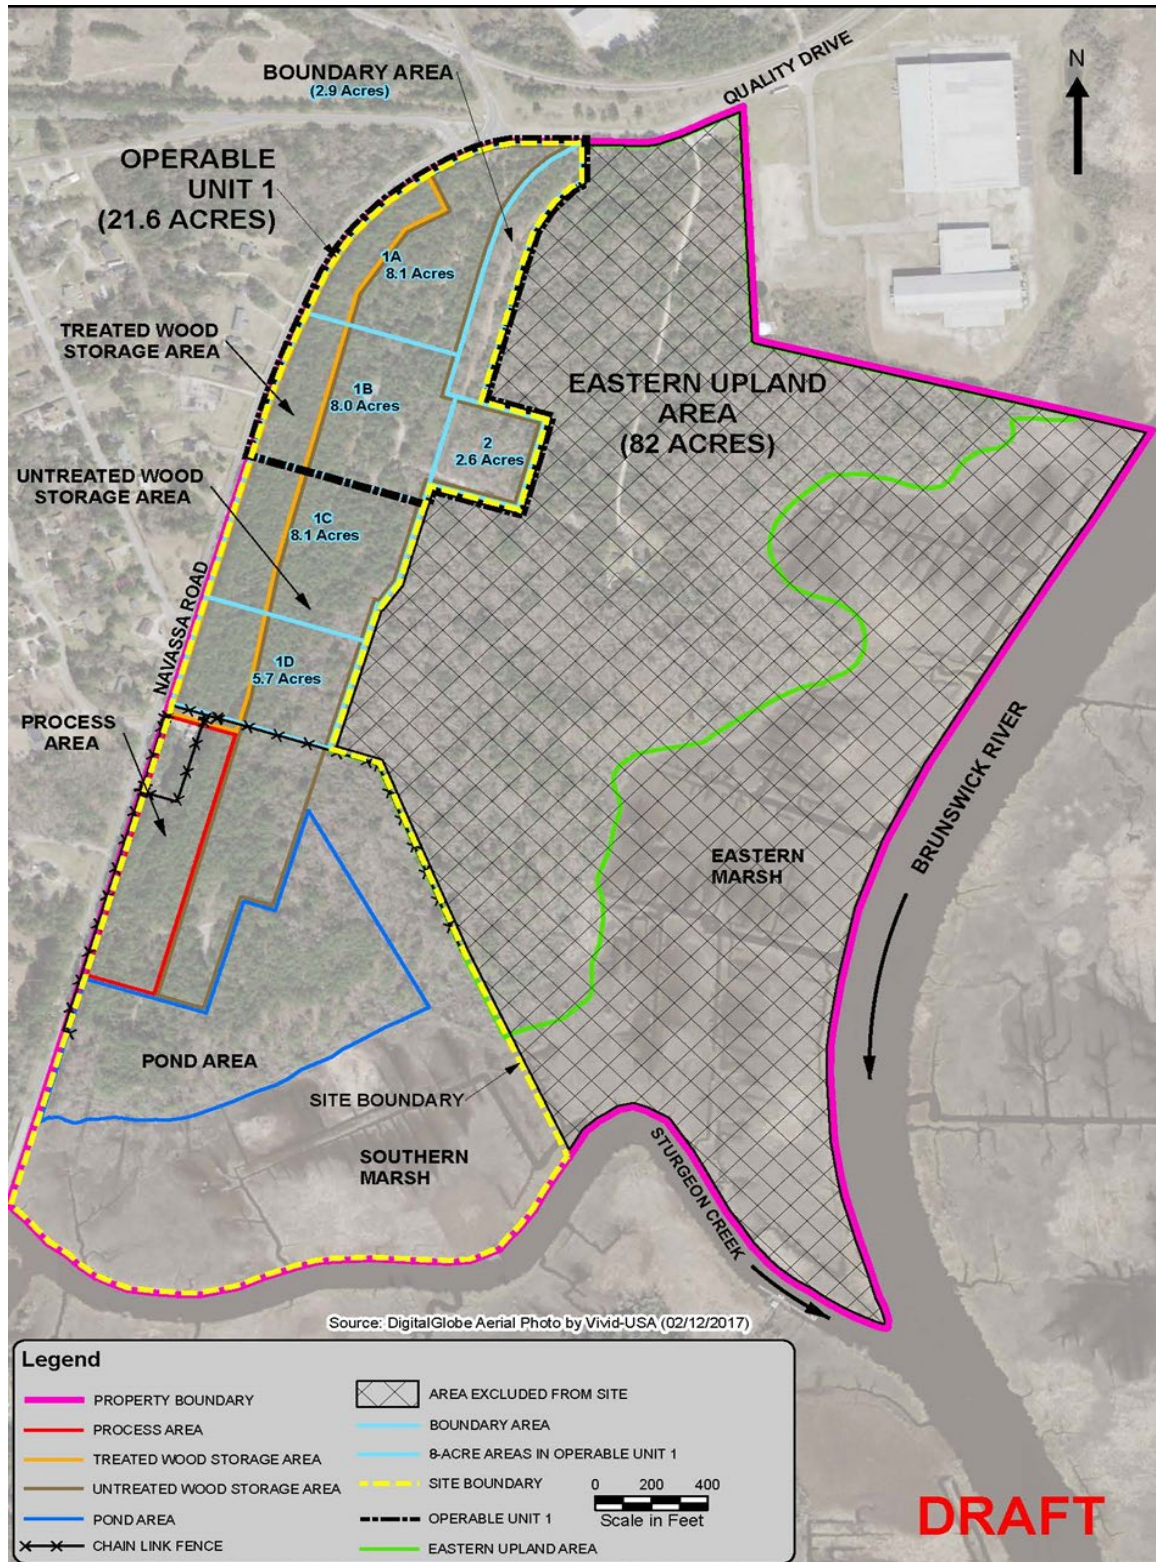 QUALITY DRIVE
BOUNDARY AREA
(2.9 Acres)
N
OPERABLE
UNIT 1
(21.6 ACRES)
1A
8.1 Acres
TREATED WOOD
STORAGE AREA
1B
8.0 Acres
EASTERN UPLAND
AREA
(82 ACRES)
2
2.6 Acres
UNTREATED WOOD
STORAGE AREA
1C
8.1 Acres
NAVASSA ROAD
1D
5.7 Acres
PROCESS
AREA
BRUNSWICK RIVER
EASTERN
MARSH
POND AREA
SITE BOUNDARY
SOUTHERN
MARSH
STURGEON CREEK
Source: DigitalGlobe Aerial Photo by Vivid-USA (02/12/2017)
Legend
PROPERTY BOUNDARY
PROCESS AREA
TREATED WOOD STORAGE AREA
UNTREATED WOOD STORAGE AREA
POND AREA
CHAIN LINK FENCE
AREA EXCLUDED FROM SITE
BOUNDARY AREA
8-ACRE AREAS IN OPERABLE UNIT 1
SITE BOUNDARY
OPERABLE UNIT 1
EASTERN UPLAND AREA
0 200 400
Scale in Feet
DRAFT